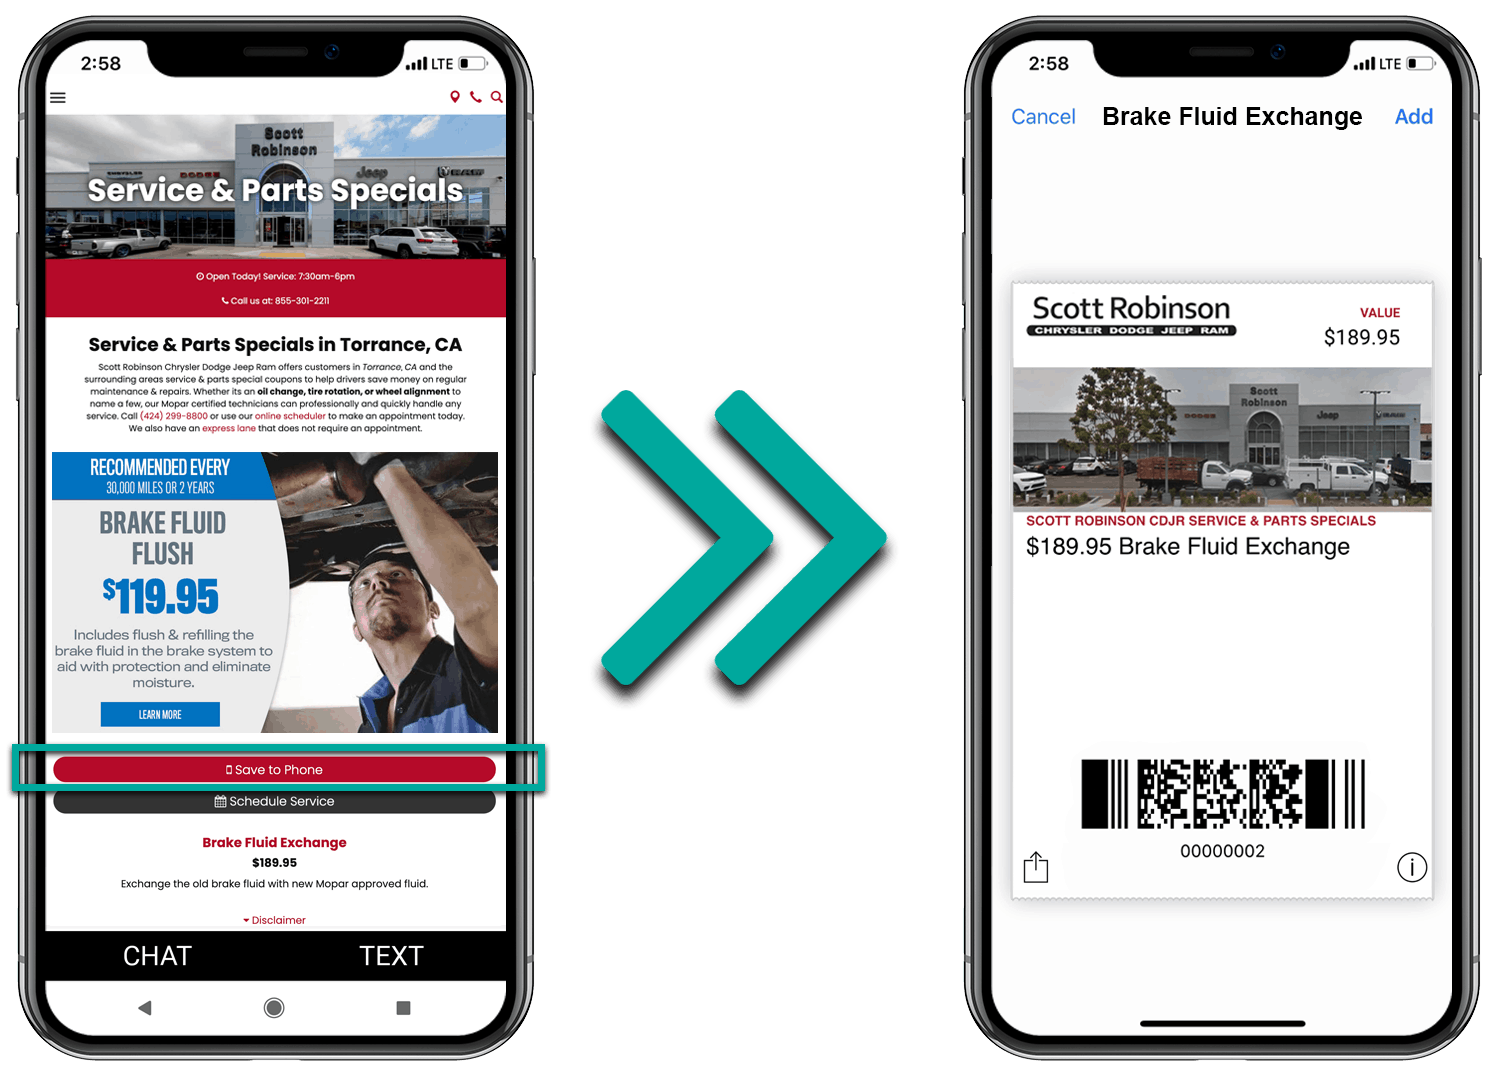 2:58
LTE
Scott
Robinson
CHRYSLER
DODGE
Jeep
RAM
Service & Parts Specials
Open Today! Service: 7:30am-6pm
Call us at: 855-301-2211
Service & Parts Specials in Torrance, CA
Scott Robinson Chrysler Dodge Jeep Ram offers customers in Torrance, CA and the
surrounding areas service & parts special coupons to help drivers save money on regular
maintenance & repairs. Whether its an oil change, tire rotation, or wheel alignment to
name a few, our Mopar certified technicians can professionally and quickly handle any
service. Call (424) 299-8800 or use our online scheduler to make an appointment today.
We also have an express lane that does not require an appointment.
RECOMMENDED EVERY
30,000 MILES OR 2 YEARS
BRAKE FLUID
FLUSH
$119.95
Includes flush & refilling the
brake fluid in the brake system to
aid with protection and eliminate
moisture.
LEARN MORE
Save to Phone
Schedule Service
Brake Fluid Exchange
$189.95
Exchange the old brake fluid with new Mopar approved fluid.
Disclaimer
CHAT TEXT
2:58
LTE
Cancel Brake Fluid Exchange Add
Scott Robinson
CHRYSLER DODGE JEEP RAM
VALUE
$189.95
Scott
Robinson
DODGE
Jeep
RAM
SCOTT ROBINSON CDJR SERVICE & PARTS SPECIALS
$189.95 Brake Fluid Exchange
00000002